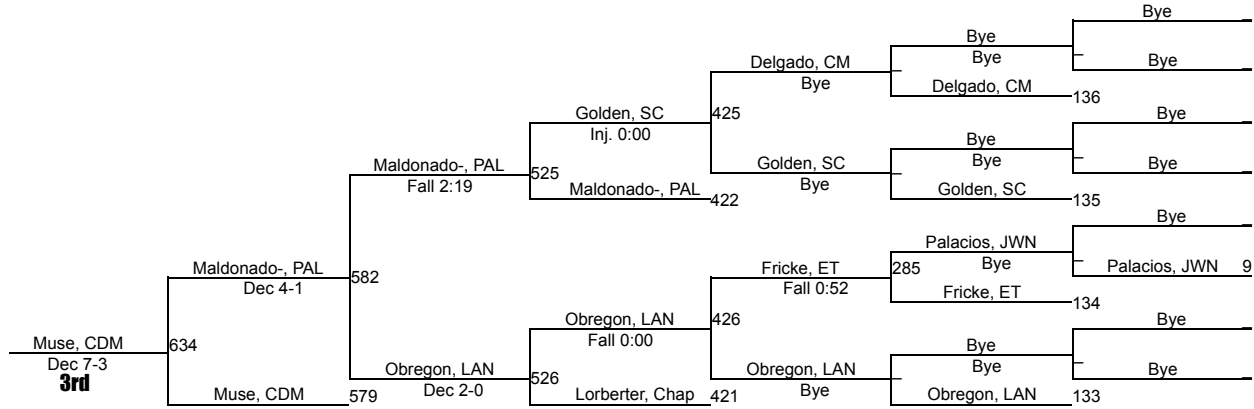 Bye
Bye
Bye
Bye
Delgado, CM
Bye
Delgado, CM
136
425
Golden, SC
Inj. 0:00
Bye
Bye
Bye
Bye
Golden, SC
Bye
Golden, SC
135
Maldonado-, PAL
Fall 2:19
525
Maldonado-, PAL
422
Bye
Palacios, JWN
Bye
Palacios, JWN 9
Maldonado-, PAL
Dec 4-1
582
Fricke, ET
Fall 0:52
285
Fricke, ET
134
Obregon, LAN
Fall 0:00
426
Bye
Muse, CDM
Dec 7-3
3rd
634
Bye
Bye
Bye
Obregon, LAN
Dec 2-0
526
Obregon, LAN
Bye
Muse, CDM
579
Lorberter, Chap
421
Obregon, LAN
133